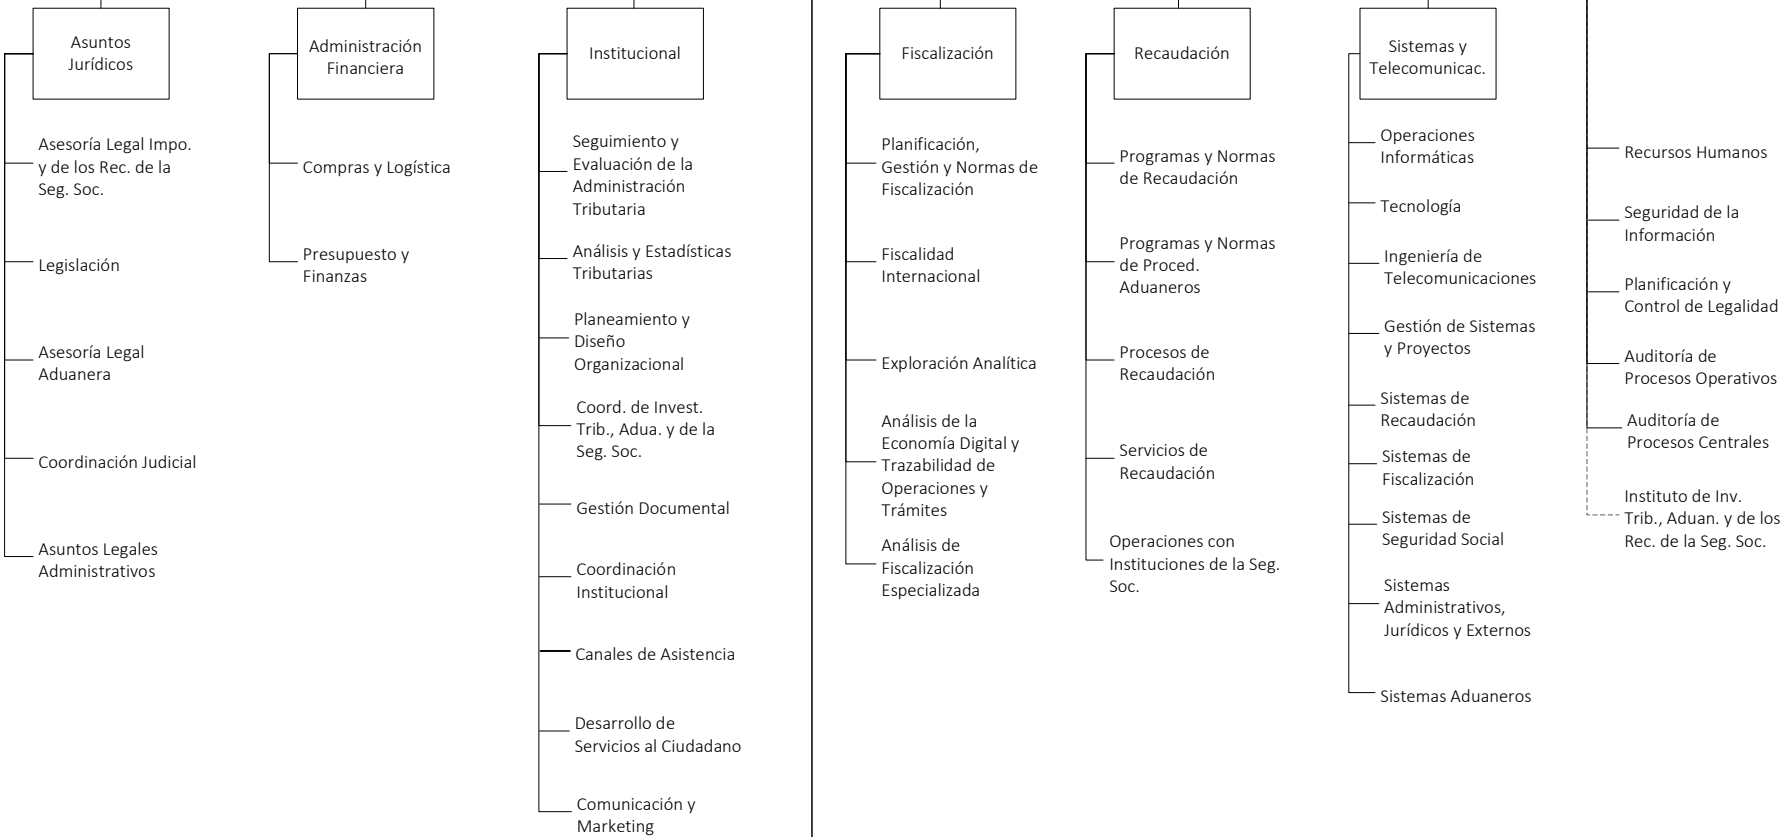 Asuntos
Jurídicos
Asesoría Legal Impo.
y de los Rec. de la
Seg. Soc.
Legislación
Asesoría Legal
Aduanera
Coordinación Judicial
Asuntos Legales
Administrativos
Administración
Financiera
Compras y Logística
Presupuesto y
Finanzas
Institucional
Seguimiento y
Evaluación de la
Administración
Tributaria
Análisis y Estadísticas
Tributarias
Planeamiento y
Diseño
Organizacional
Coord. de Invest.
Trib., Adua. y de la
Seg. Soc.
Gestión Documental
Coordinación
Institucional
Canales de Asistencia
Desarrollo de
Servicios al Ciudadano
Comunicación y
Marketing
Fiscalización
Planificación,
Gestión y Normas de
Fiscalización
Fiscalidad
Internacional
Exploración Analítica
Análisis de la
Economía Digital y
Trazabilidad de
Operaciones y
Trámites
Análisis de
Fiscalización
Especializada
Recaudación
Programas y Normas
de Recaudación
Programas y Normas
de Proced.
Aduaneros
Procesos de
Recaudación
Servicios de
Recaudación
Operaciones con
Instituciones de la Seg.
Soc.
Sistemas y
Telecomunicac.
Operaciones
Informáticas
Tecnología
Ingeniería de
Telecomunicaciones
Gestión de Sistemas
y Proyectos
Sistemas de
Recaudación
Sistemas de
Fiscalización
Sistemas de
Seguridad Social
Sistemas
Administrativos,
Jurídicos y Externos
Sistemas Aduaneros
Recursos Humanos
Seguridad de la
Información
Planificación y
Control de Legalidad
Auditoría de
Procesos Operativos
Auditoría de
Procesos Centrales
Instituto de Inv.
Trib., Aduan. y de los
Rec. de la Seg. Soc.